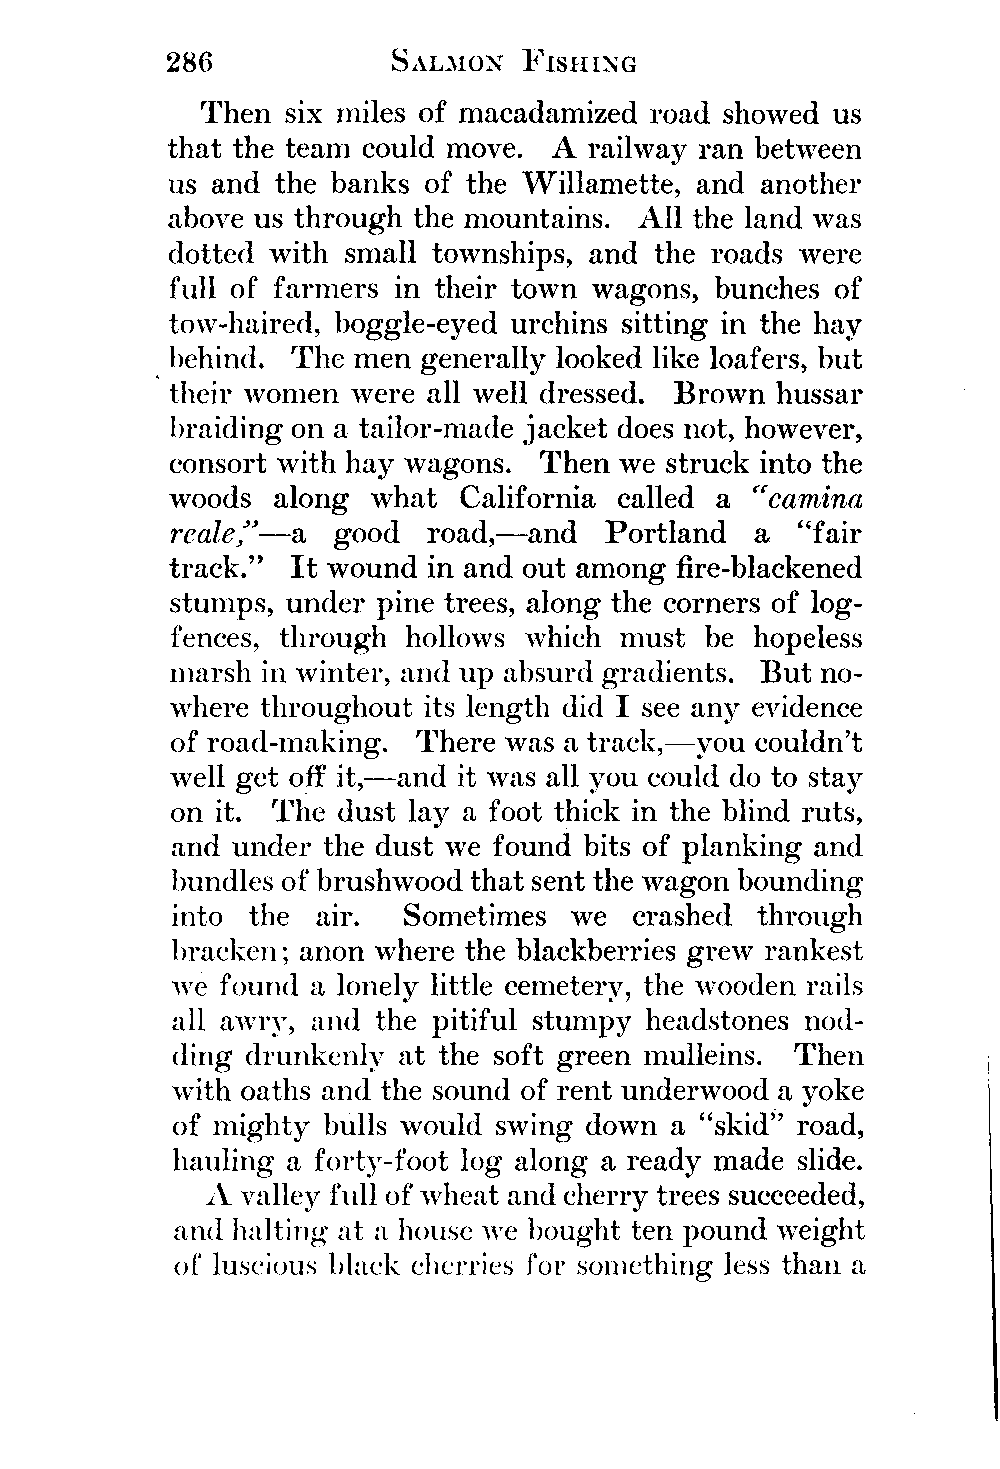 286 SALMON FISHING
Then six miles of macadamized road showed us
that the team could move. A railway ran between
us and the banks of the Willamette, and another
above us through the mountains. All the land was
dotted with small townships, and the roads were
full of farmers in their town wagons, bunches of
tow-haired, boggle-eyed urchins sitting in the hay
behind. The men generally looked like loafers, but
their women were all well dressed. Brown hussar
braiding on a tailor-made jacket does not, however,
consort with hay wagons. Then we struck into the
woods along what California called a “camina
reale,”—a good road,—and Portland a “fair
track.” It wound in and out among fire-blackened
stumps, under pine trees, along the corners of log-
fences, through hollows which must be hopeless
marsh in winter, and up absurd gradients. But no-
where throughout its length did I see any evidence
of road-making. There was a track,—you couldn’t
well get off it,—and it was all you could do to stay
on it. The dust lay a foot thick in the blind ruts,
and under the dust we found bits of planking and
bundles of brushwood that sent the wagon bounding
into the air. Sometimes we crashed through
bracken; anon where the blackberries grew rankest
we found a lonely little cemetery, the wooden rails
all awry, and the pitiful stumpy headstones nod-
ding drunkenly at the soft green mulleins. Then
with oaths and the sound of rent underwood a yoke
of mighty bulls would swing down a “skid” road,
hauling a forty-foot log along a ready made slide.
A valley full of wheat and cherry trees succeeded,
and halting at a house we bought ten pound weight
of luscious black cherries for something less than a